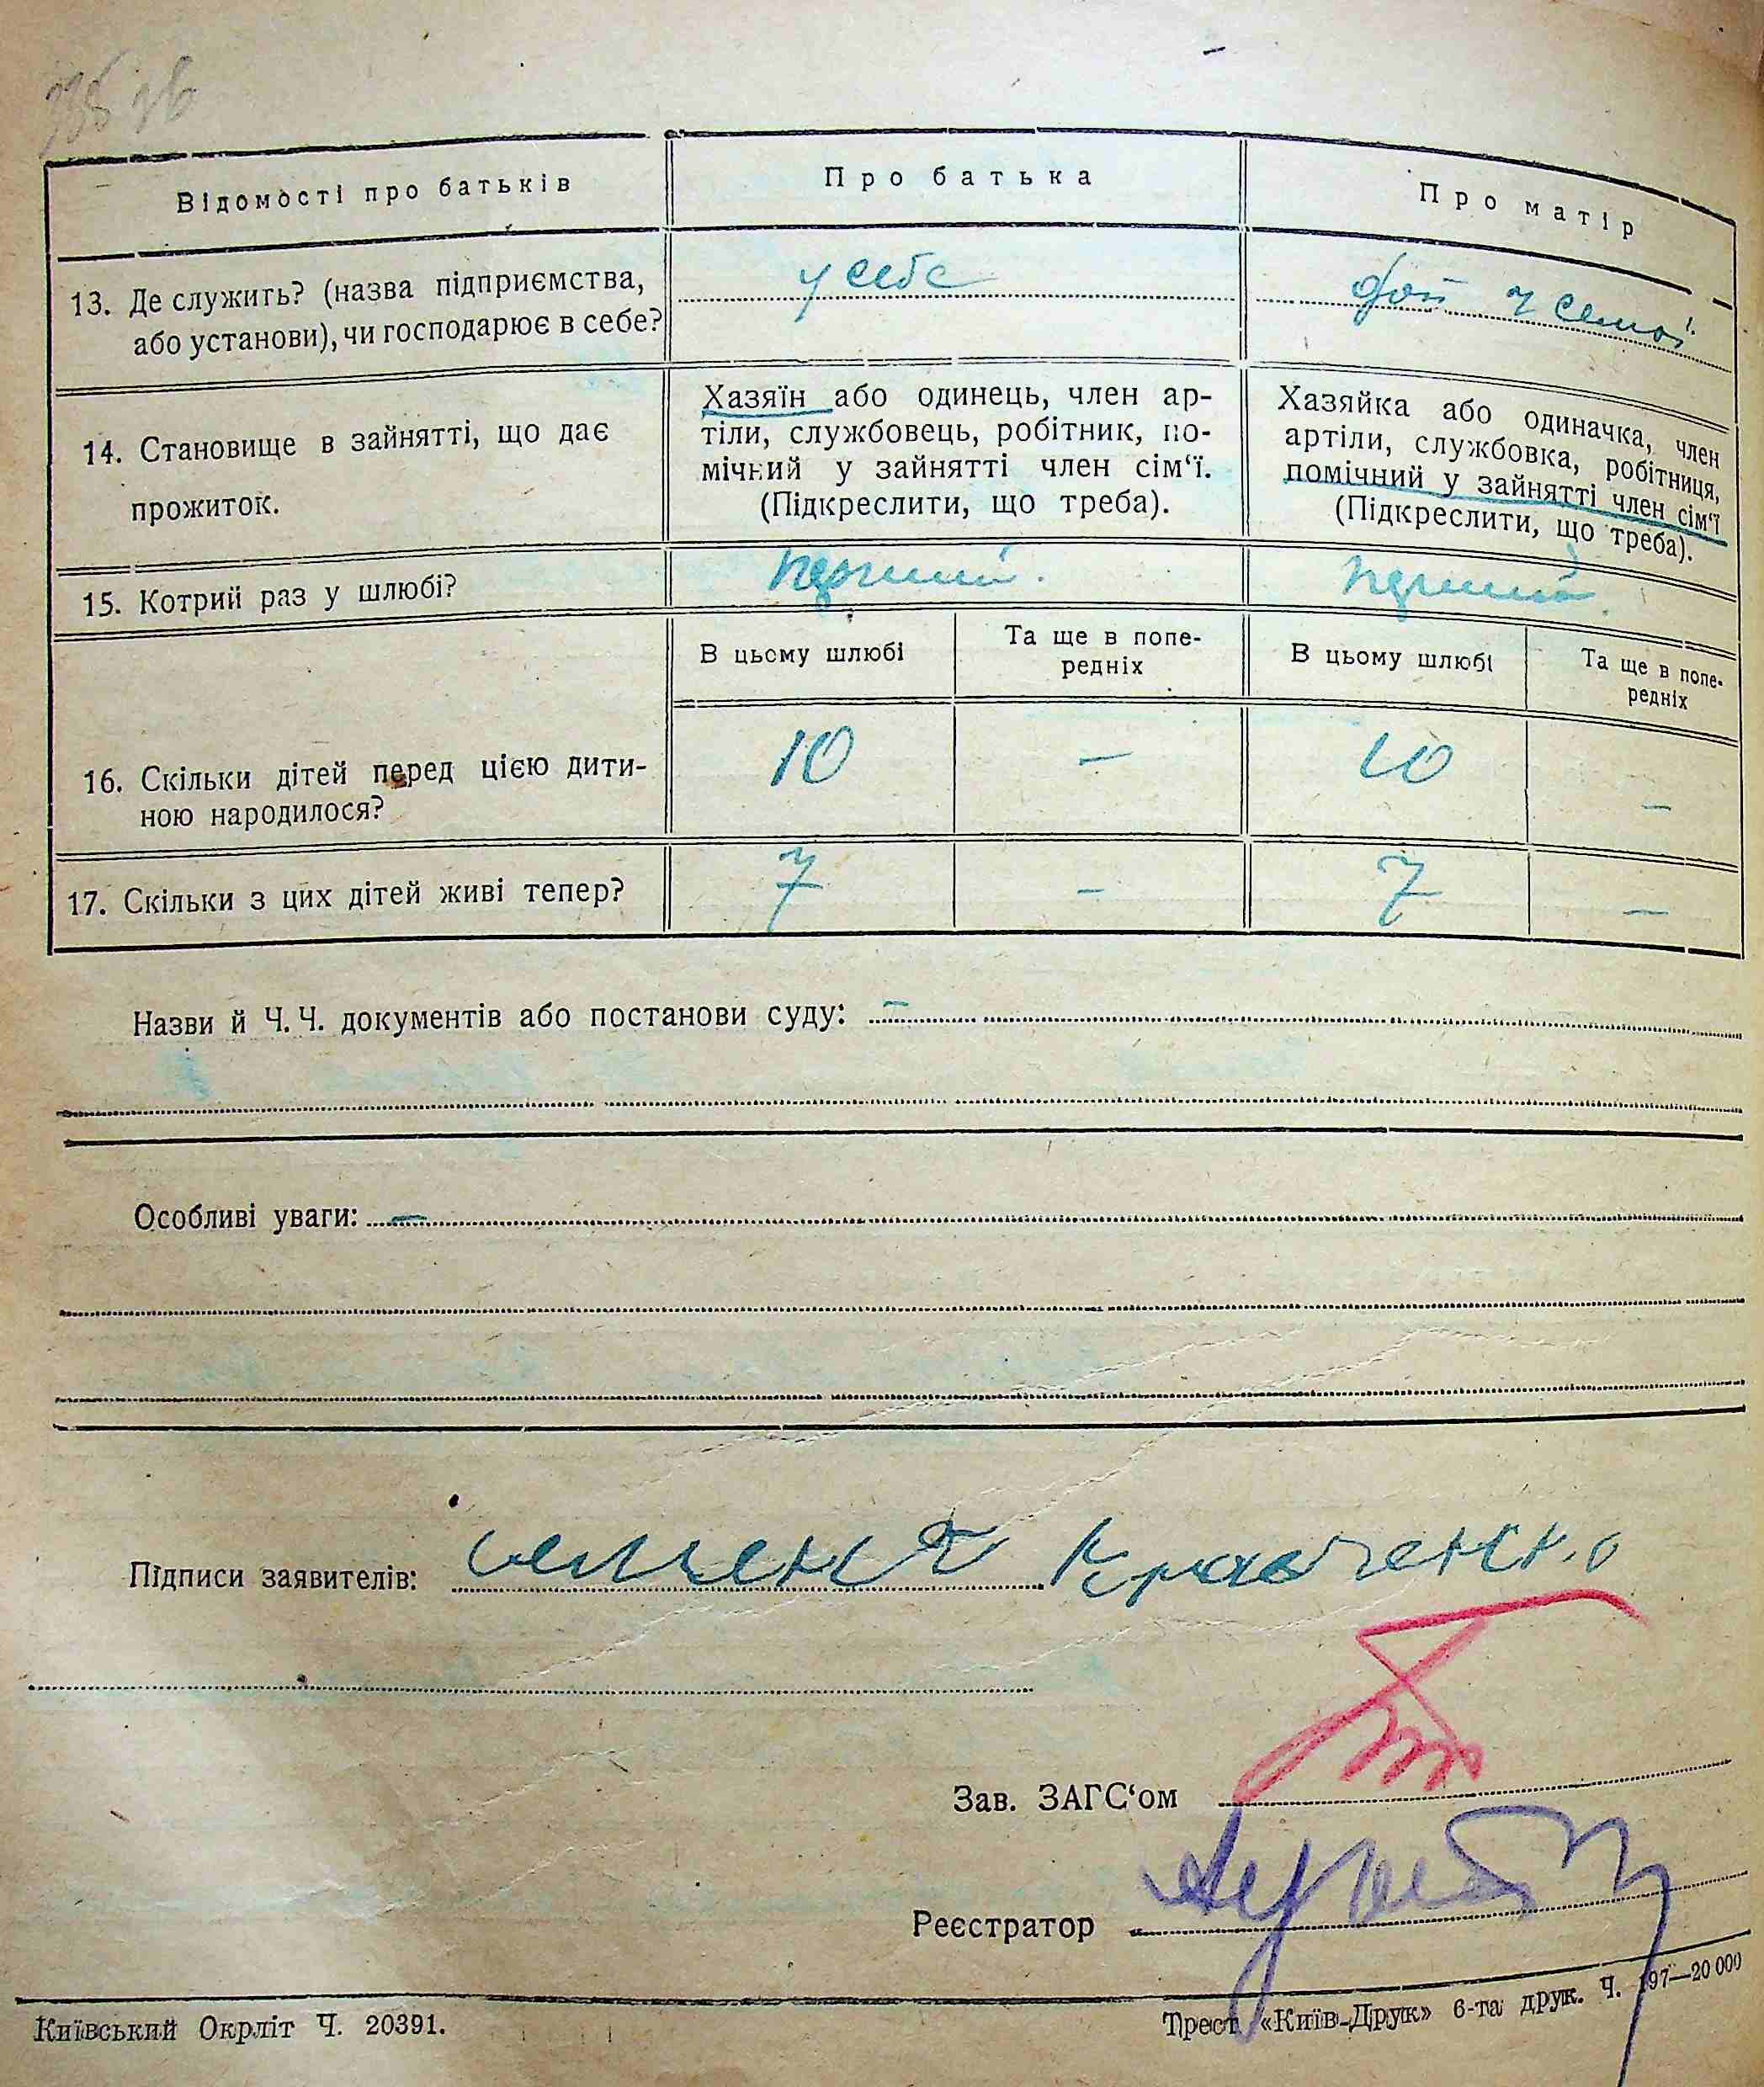 Відомості про батьків
Про батька
Про матір
13. Де служить? (назва підприємства,
або установи), чи господарює в себе?
у себе
у семьї
14. Становище в зайнятті, що дає
прожиток.
Хазяїн або одинець, член ар-
тіли, службовець, робітник, по-
мічний у зайнятті член сім‘ї.
(Підкреслити, що треба).
Хазяйка або одиначка, член
артіли, службовка, робітниця,
помічний у зайнятті член сім‘ї
(Підкреслити, що треба).
15. Котрий раз у шлюбі?
перший.
перший
В цьому шлюбі
Та ще в попе-
редніх
В цьому шлюбі
Та ще в попе-
редніх
16. Скільки дітей перед цією дити-
ною народилося?
10
–
10
–
17. Скільки з цих дітей живі тепер?
7
–
7
–
Назви й Ч. Ч. документів або постанови суду: –
Особливі уваги: –
Підписи заявителів: Семен Кравченко
Зав. ЗАГС‘ом
Реєстратор
Київський Окрліт Ч. 20391.
Трест «Київ-Друк» 6-та друк. Ч. 197—20 000